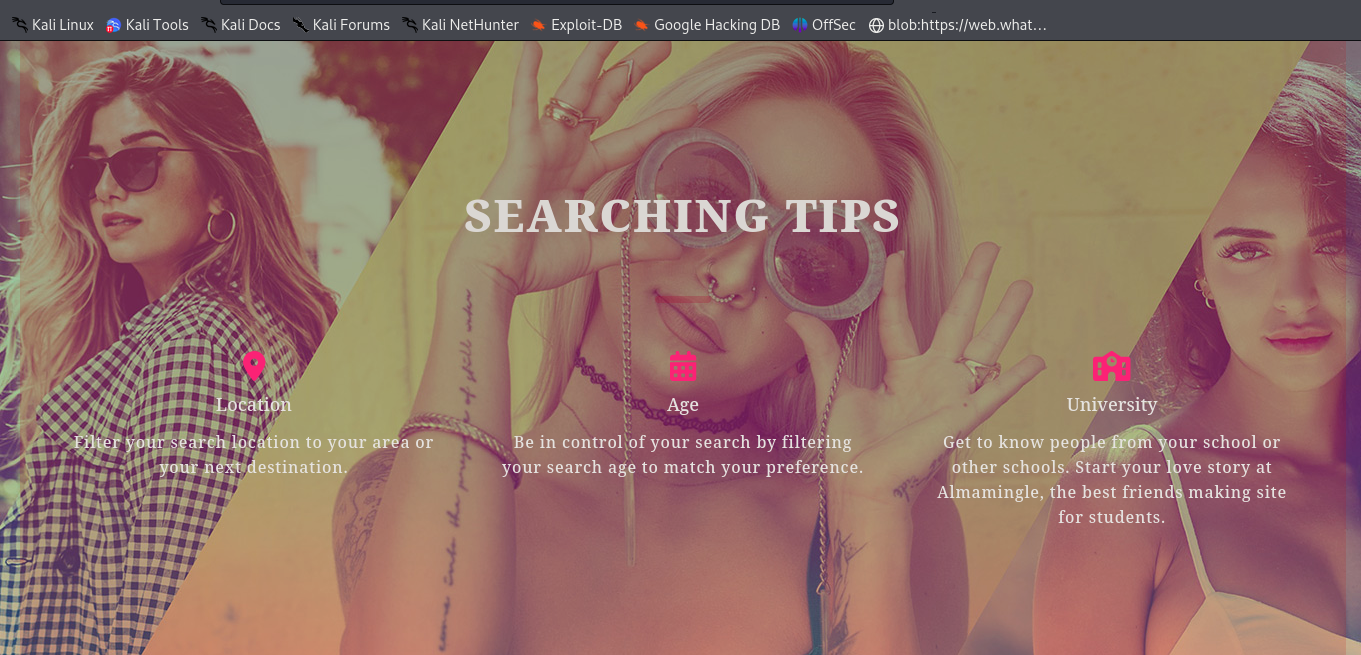 Kali Linux Kali Tools Kali Docs Kali Forums Kali NetHunter Exploit-DB Google Hacking DB OffSec blob:https://web.what…
SEARCHING TIPS
Location
Filter your search location to your area or
your next destination.
Age
Be in control of your search by filtering
your search age to match your preference.
University
Get to know people from your school or
other schools. Start your love story at
Almamingle, the best friends making site
for students.